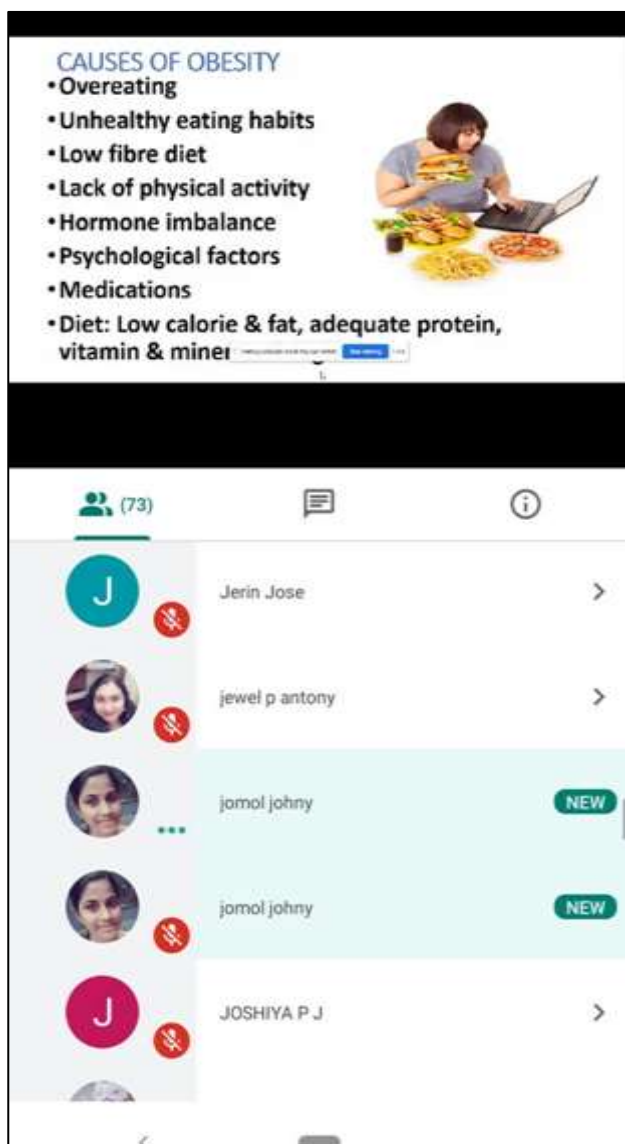 CAUSES OF OBESITY
•Overeating
•Unhealthy eating habits
•Low fibre diet
•Lack of physical activity
•Hormone imbalance
•Psychological factors
•Medications
•Diet: Low calorie & fat, adequate protein,
vitamin &
(73)
J
Jerin Jose
jewel p antony
jomol johny
NEW
jomol johny
NEW
J
JOSHIYA P J